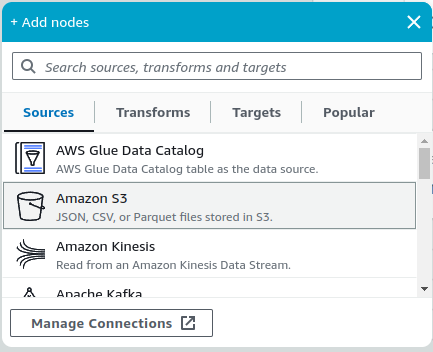 + Add nodes
Search sources, transforms and targets
Sources Transforms Targets Popular
AWS Glue Data Catalog
AWS Glue Data Catalog table as the data source.
Amazon S3
JSON, CSV, or Parquet files stored in S3.
Amazon Kinesis
Read from an Amazon Kinesis Data Stream.
Apache Kafka
Manage Connections